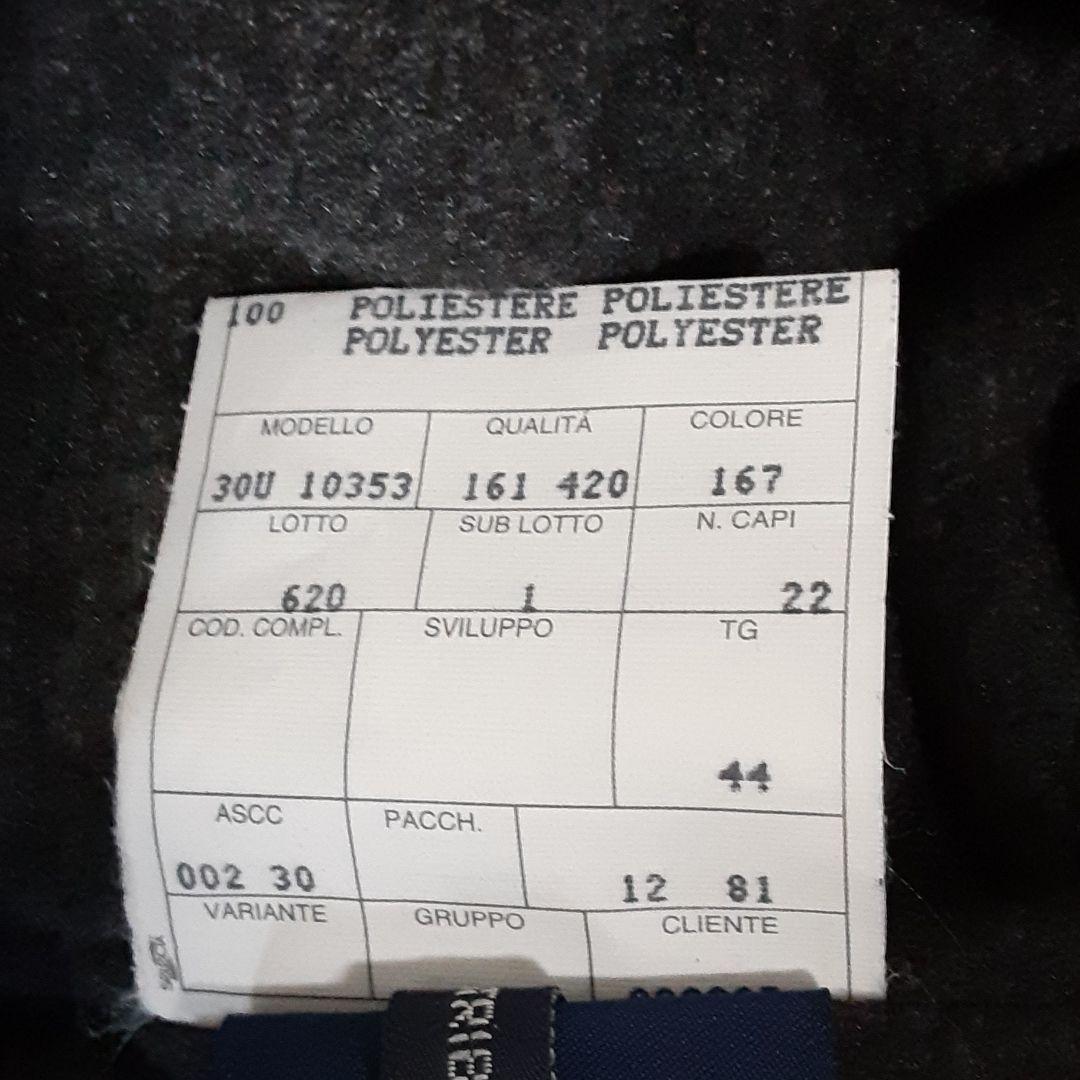 100 POLIESTERE POLIESTERE
POLYESTER POLYESTER
MODELLO QUALITÀ COLORE
30U 10353 161 420 167
LOTTO SUB LOTTO N. CAPI
620 1 22
COD. COMPL. SVILUPPO TG
44
ASCC PACCH.
002 30 12 81
VARIANTE GRUPPO CLIENTE